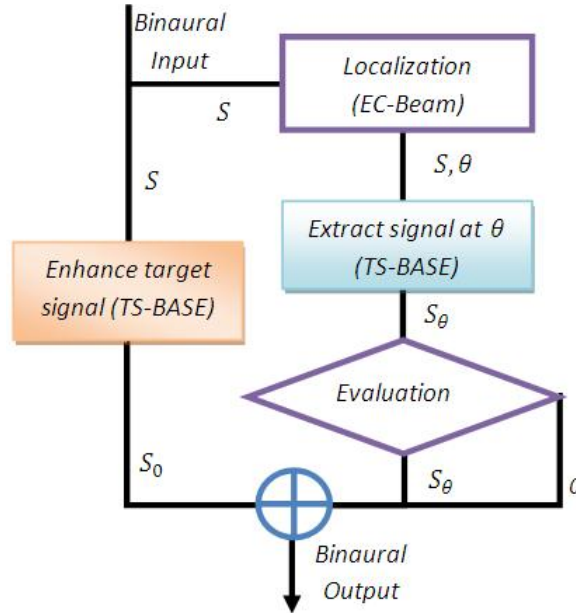 Binaural
Input
Localization
(EC-Beam)
S
S, θ
S
Extract signal at θ
(TS-BASE)
Enhance target
signal (TS-BASE)
S_θ
Evaluation
S_0
S_θ
0
Binaural
Output